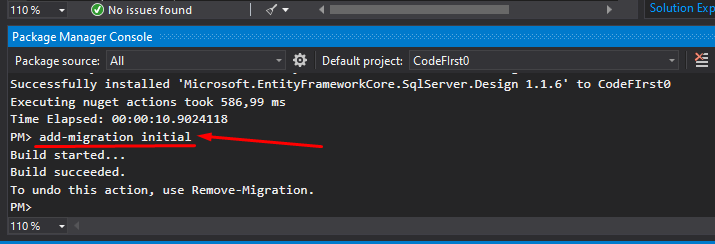 110 %
No issues found
Solution Exp
Package Manager Console
Package source: All
Default project: CodeFIrst0
Successfully installed 'Microsoft.EntityFrameworkCore.SqlServer.Design 1.1.6' to CodeFIrst0
Executing nuget actions took 586,99 ms
Time Elapsed: 00:00:10.9024118
PM> add-migration initial
Build started...
Build succeeded.
To undo this action, use Remove-Migration.
PM>
110 %